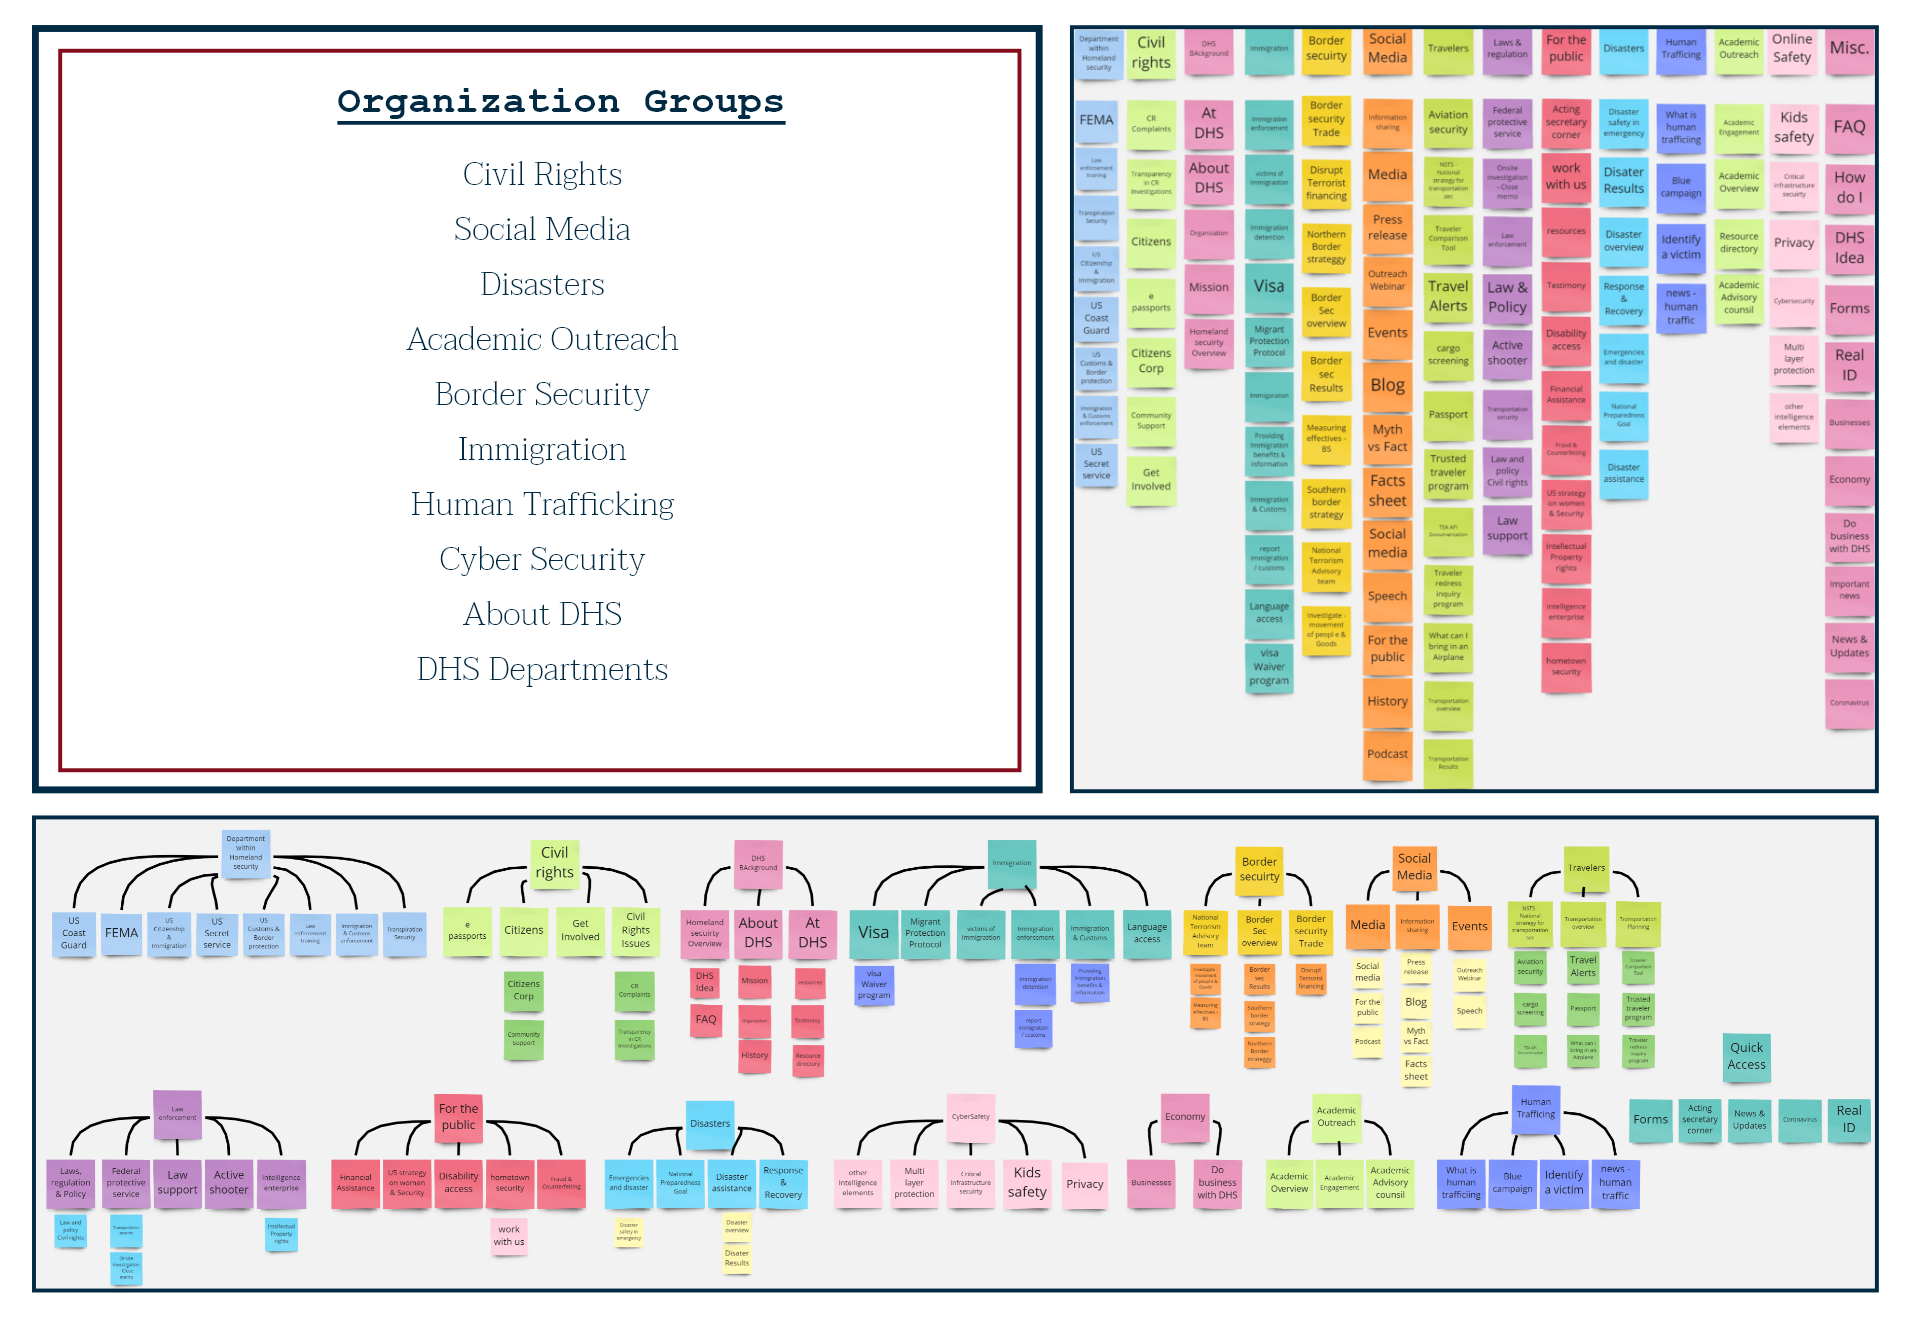 Organization Groups
Civil Rights
Social Media
Disasters
Academic Outreach
Border Security
Immigration
Human Trafficking
Cyber Security
About DHS
DHS Departments
Department
within
Homeland
security
Civil
rights
DHS
BAckground
Immigration
Border
secuirty
Social
Media
Travelers
Laws &
regulation
For the
public
Disasters
Human
Trafficing
Academic
Outreach
Online
Safety
Misc.
FEMA
Law
enforcement
training
Transpiration
Security
US
Citizenship
&
Immigration
US
Coast
Guard
US
Customs &
Border
protection
Immigration
& Customs
enforcement
US
Secret
service
CR
Complaints
Transparency
in CR
Investigations
Citizens
e
passports
Citizens
Corp
Community
Support
Get
Involved
At
DHS
About
DHS
Organization
Mission
Homeland
secuirty
Overview
Immigration
enforcement
victims of
immigrastion
immigration
detention
Visa
Migrant
Protection
Protocol
Immigaration
Providing
immigration
benefits &
information
Immigration
& Customs
report
immigration
/ customs
Language
access
visa
Waiver
program
Border
security
Trade
Disrupt
Terrorist
financing
Northern
Border
strateggy
Border
Sec
overview
Border
sec
Results
Measuring
effectives -
BS
Southern
border
strategy
National
Terrorism
Advisory
team
Investigate -
movement
of peopl e &
Goods
Information
sharing
Media
Press
release
Outreach
Webinar
Events
Blog
Myth
vs Fact
Facts
sheet
Social
media
Speech
For the
public
History
Podcast
Aviation
security
NSTS -
National
strategy for
transportation
sec
Traveler
Comparison
Tool
Travel
Alerts
cargo
screening
Passport
Trusted
traveler
program
TSA API
Documentation
Traveler
redress
inquiry
program
What can I
bring in an
Airplane
Transportation
overview
Transportation
Results
Federal
protective
service
Onsite
investigation
- Close
memo
Law
enforcement
Law &
Policy
Active
shooter
Transportation
security
Law and
policy
Civil rights
Law
support
Acting
secretary
corner
work
with us
resources
Testimony
Disability
access
Financial
Assistance
Fraud &
Counterfeiting
US strategy
on women
& Security
Intellectual
Property
rights
intelligence
enterprise
hometown
security
Disaster
safety in
emergency
Disater
Results
Disaster
overview
Response
&
Recovery
Emergencies
and disaster
National
Preparedness
Goal
Disaster
assistance
What is
human
trafficiing
Blue
campaign
Identify
a victim
news -
human
traffic
Academic
Engagement
Academic
Overview
Resource
directory
Academic
Advisory
counsil
Kids
safety
Critical
infrastructure
secuirty
Privacy
Cybersecurity
Multi
layer
protection
other
intelligence
elements
FAQ
How
do I
DHS
Idea
Forms
Real
ID
Businesses
Economy
Do
business
with DHS
Important
news
News &
Updates
Coronavirus
Department
within
Homeland
security
US
Coast
Guard
FEMA
US
Citizenship
&
Immigration
US
Secret
service
US
Customs &
Border
protection
Law
enforcement
training
Immigration
& Customs
enforcement
Transpiration
Security
Civil
rights
e
passports
Citizens
Get
Involved
Civil
Rights
Issues
Citizens
Corp
Community
Support
CR
Complaints
Transparency
in CR
Investigations
DHS
BAckground
Homeland
secuirty
Overview
About
DHS
At
DHS
DHS
Idea
FAQ
Mission
Organization
History
resources
Testimony
Resource
directory
Immigration
Visa
Migrant
Protection
Protocol
victims of
immigrastion
Immigration
enforcement
Immigration
& Customs
Language
access
visa
Waiver
program
immigration
detention
report
immigration
/ customs
Providing
immigration
benefits &
information
Border
secuirty
National
Terrorism
Advisory
team
Border
Sec
overview
Border
security
Trade
Investigate -
movement
of peopl e &
Goods
Measuring
effectives -
BS
Border
sec
Results
Southern
border
strategy
Northern
Border
strateggy
Disrupt
Terrorist
financing
Social
Media
Media
Information
sharing
Events
Social
media
For the
public
Podcast
Press
release
Blog
Myth
vs Fact
Facts
sheet
Outreach
Webinar
Speech
Travelers
NSTS -
National
strategy for
transportation
sec
Transportation
overview
Transportation
Planning
Aviation
security
cargo
screening
TSA API
Documentation
Travel
Alerts
Passport
What can I
bring in an
Airplane
Traveler
Comparison
Tool
Trusted
traveler
program
Traveler
redress
inquiry
program
Quick
Access
Forms
Acting
secretary
corner
News &
Updates
Coronavirus
Real
ID
Law
enforcement
Laws,
regulation
& Policy
Federal
protective
service
Law
support
Active
shooter
Intelligence
enterprise
Law and
policy
Civil rights
Transportation
security
Onsite
investigation
- Close
memo
Intellectual
Property
rights
For the
public
Financial
Assistance
US strategy
on women
& Security
Disability
access
hometown
security
Fraud &
Counterfeiting
work
with us
Disasters
Emergencies
and disaster
National
Preparedness
Goal
Disaster
assistance
Response
&
Recovery
Disaster
safety in
emergency
Disaster
overview
Disater
Results
CyberSafety
other
intelligence
elements
Multi
layer
protection
Critical
infrastructure
secuirty
Kids
safety
Privacy
Economy
Businesses
Do
business
with DHS
Academic
Outreach
Academic
Overview
Academic
Engagement
Academic
Advisory
counsil
Human
Trafficing
What is
human
trafficiing
Blue
campaign
Identify
a victim
news -
human
traffic